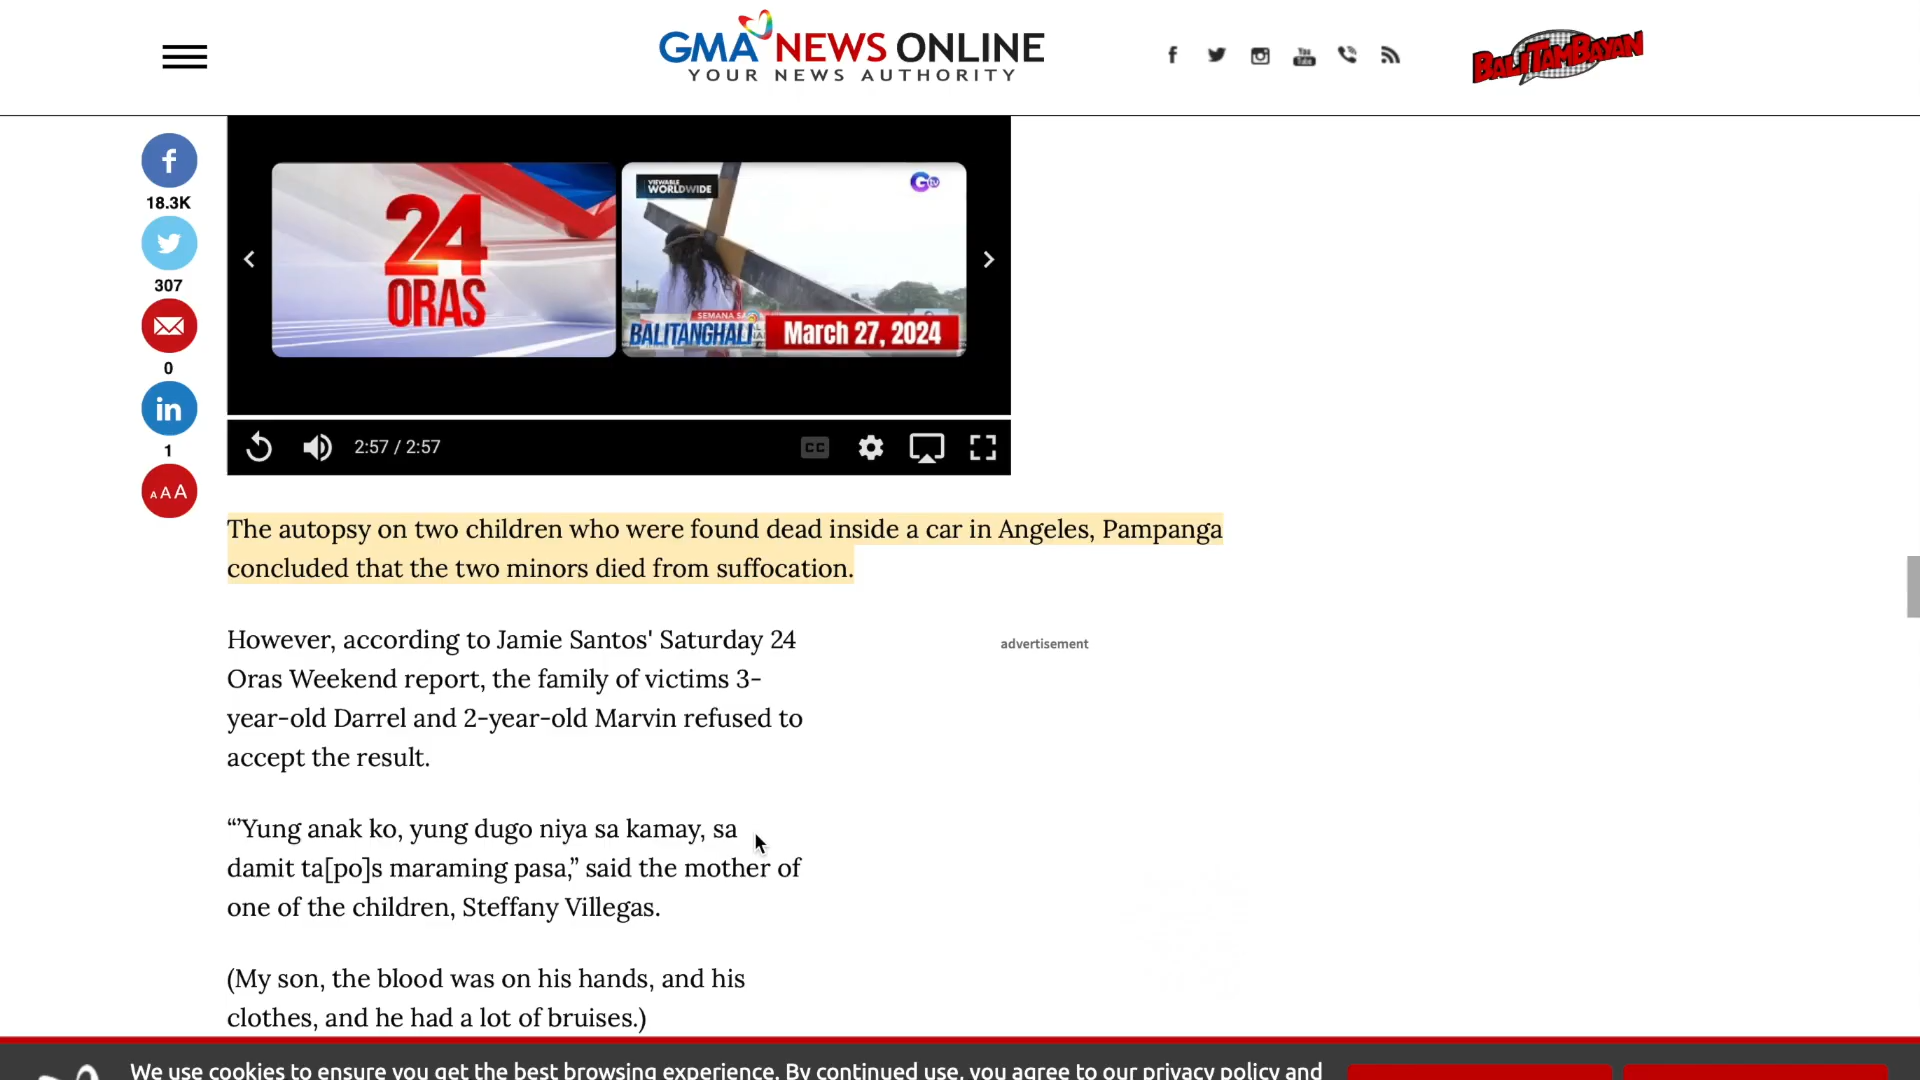 GMA NEWS ONLINE
YOUR NEWS AUTHORITY
BALITAMBAYAN
18.3K
307
0
1
AAA
24
ORAS
VIEWABLE
WORLDWIDE
Gtv
BALITANGHALI
March 27, 2024
2:57 / 2:57
CC
The autopsy on two children who were found dead inside a car in Angeles, Pampanga
concluded that the two minors died from suffocation.
However, according to Jamie Santos' Saturday 24
Oras Weekend report, the family of victims 3-
year-old Darrel and 2-year-old Marvin refused to
accept the result.
advertisement
“’Yung anak ko, yung dugo niya sa kamay, sa
damit ta[po]s maraming pasa,” said the mother of
one of the children, Steffany Villegas.
(My son, the blood was on his hands, and his
clothes, and he had a lot of bruises.)
We use cookies to ensure you get the best browsing experience. By continued use, you agree to our privacy policy and